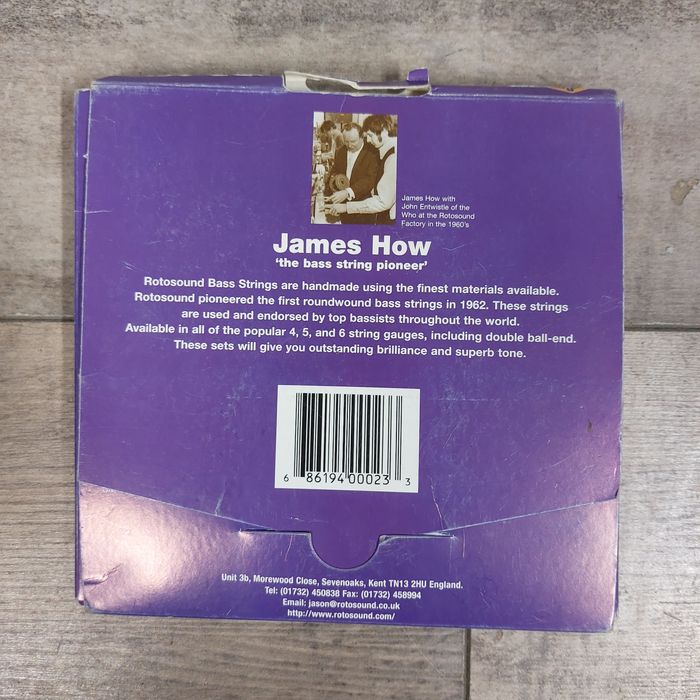 James How with
John Entwistle of the
Who at the Rotosound
Factory in the 1960's
James How
'the bass string pioneer'
Rotosound Bass Strings are handmade using the finest materials available.
Rotosound pioneered the first roundwound bass strings in 1962. These strings
are used and endorsed by top bassists throughout the world.
Available in all of the popular 4, 5, and 6 string gauges, including double ball-end.
These sets will give you outstanding brilliance and superb tone.
6 86194 00023 3
Unit 3b, Morewood Close, Sevenoaks, Kent TN13 2HU England.
Tel: (01732) 450838 Fax: (01732) 458994
Email: jason@rotosound.co.uk
http://www.rotosound.com/